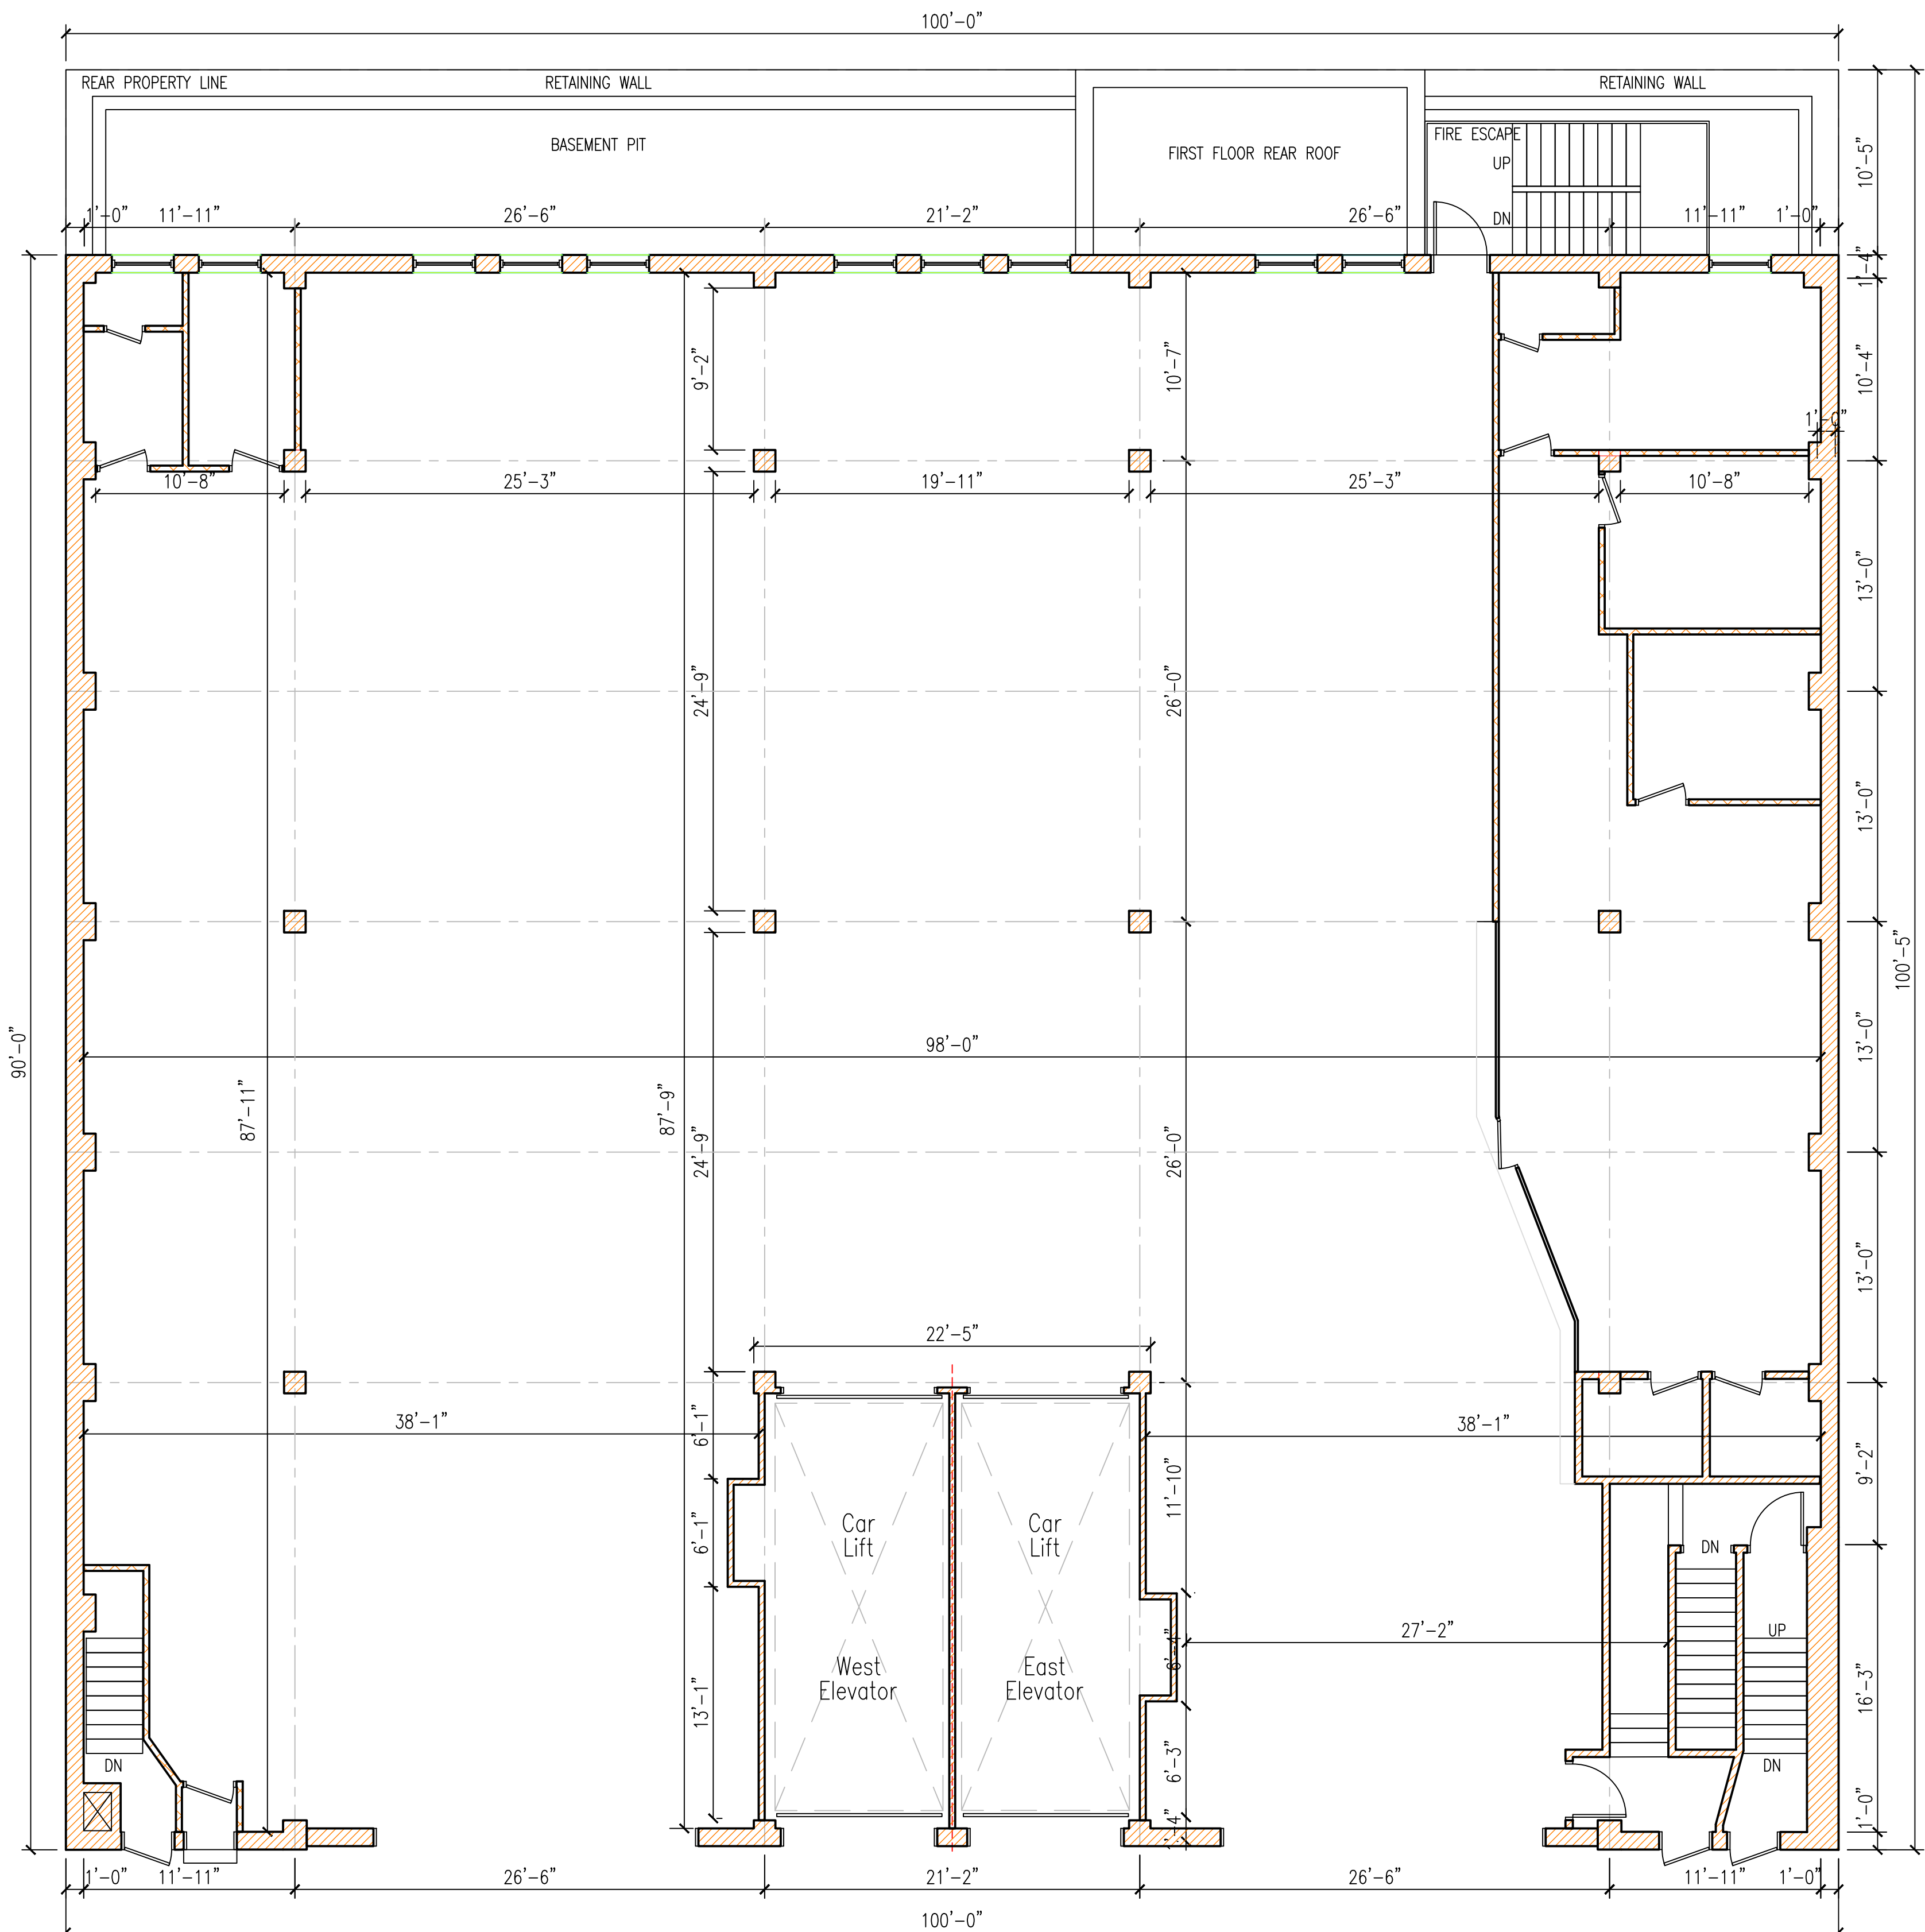 100'-0"
REAR PROPERTY LINE
RETAINING WALL
RETAINING WALL
BASEMENT PIT
FIRST FLOOR REAR ROOF
FIRE ESCAPE
UP
DN
10'-5"
1'-0"
11'-11"
26'-6"
21'-2"
26'-6"
11'-11"
1'-0"
1'-4"
9'-2"
10'-7"
10'-4"
1'-0"
10'-8"
25'-3"
19'-11"
25'-3"
10'-8"
13'-0"
24'-9"
26'-0"
13'-0"
100'-5"
90'-0"
98'-0"
13'-0"
87'-11"
87'-9"
24'-9"
26'-0"
13'-0"
22'-5"
38'-1"
6'-1"
38'-1"
9'-2"
11'-10"
6'-1"
Car
Lift
Car
Lift
DN
27'-2"
6'-4"
UP
West
Elevator
East
Elevator
13'-1"
16'-3"
6'-3"
DN
DN
1'-0"
1'-0"
11'-11"
26'-6"
21'-2"
26'-6"
11'-11"
1'-0"
100'-0"